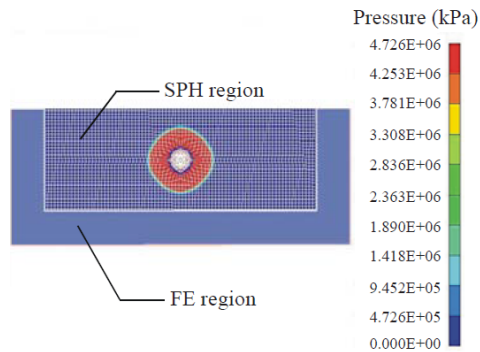 Pressure (kPa)
4.726E+06
4.253E+06
3.781E+06
3.308E+06
2.836E+06
2.363E+06
1.890E+06
1.418E+06
9.452E+05
4.726E+05
0.000E+00
SPH region
FE region